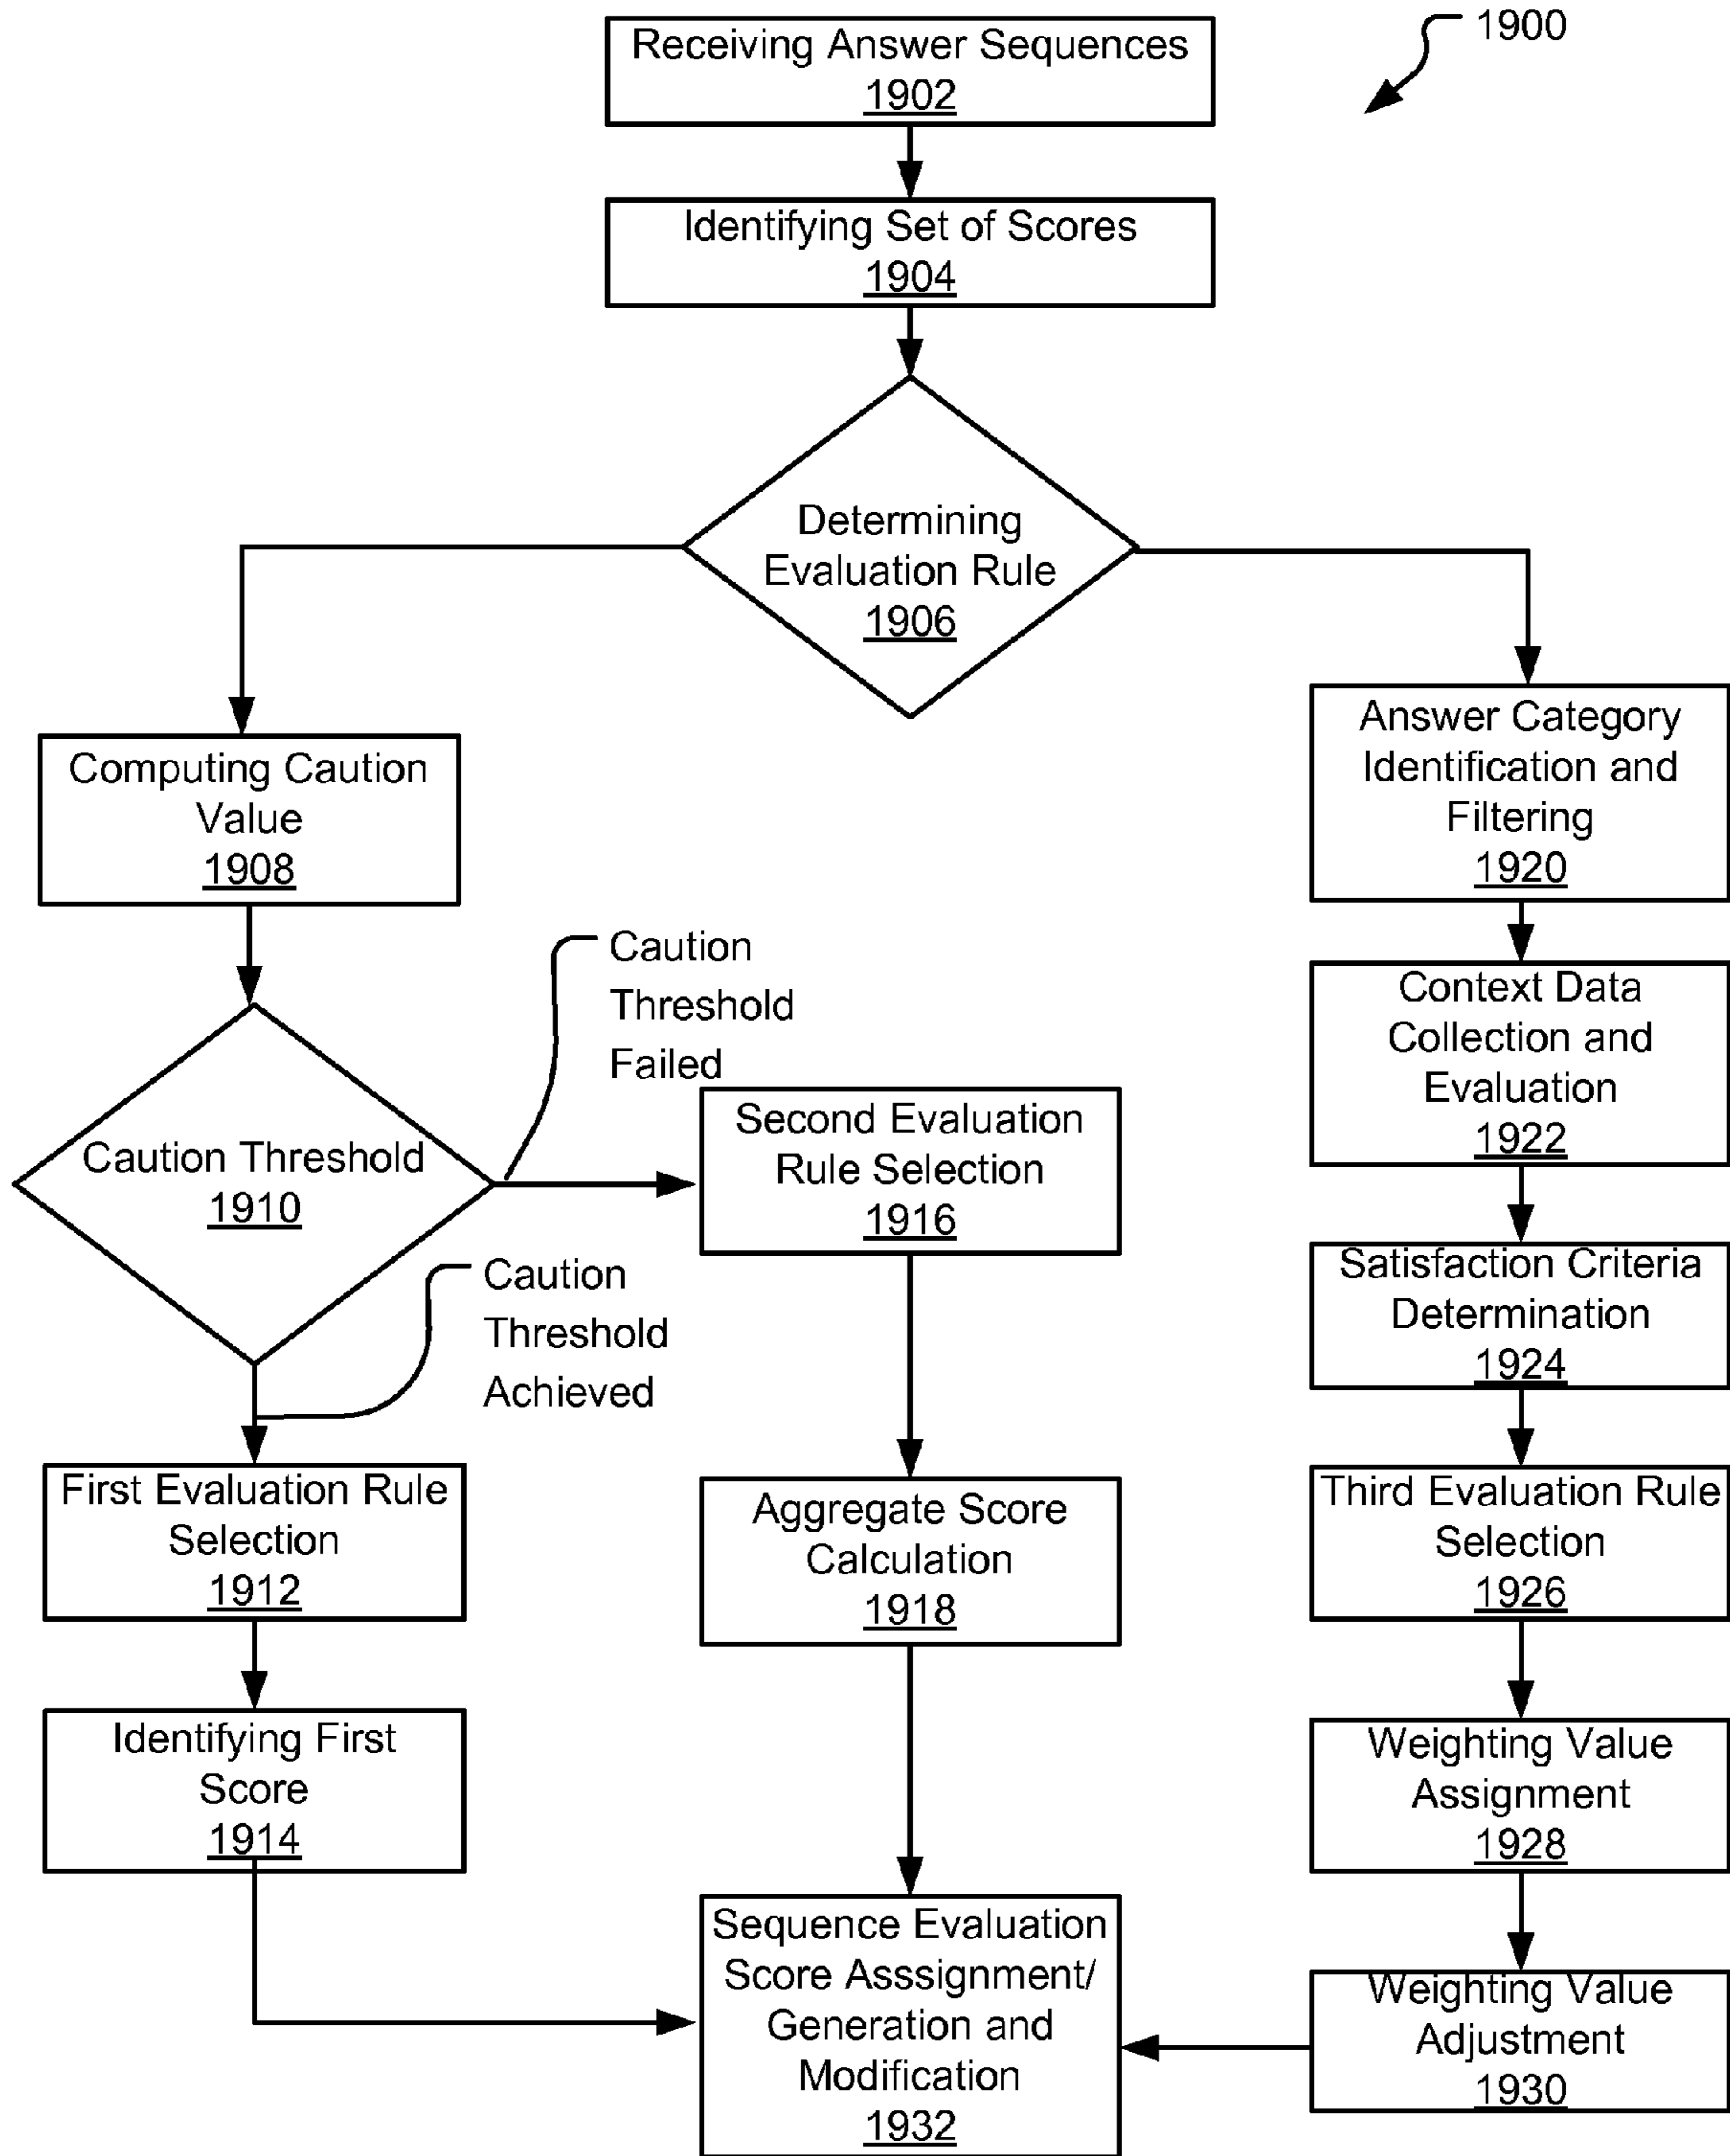 1900
Receiving Answer Sequences
1902
Identifying Set of Scores
1904
Determining
Evaluation Rule
1906
Computing Caution
Value
1908
Caution Threshold
1910
Caution
Threshold
Failed
Caution
Threshold
Achieved
First Evaluation Rule
Selection
1912
Identifying First
Score
1914
Second Evaluation
Rule Selection
1916
Aggregate Score
Calculation
1918
Answer Category
Identification and
Filtering
1920
Context Data
Collection and
Evaluation
1922
Satisfaction Criteria
Determination
1924
Third Evaluation Rule
Selection
1926
Weighting Value
Assignment
1928
Weighting Value
Adjustment
1930
Sequence Evaluation
Score Asssignment/
Generation and
Modification
1932